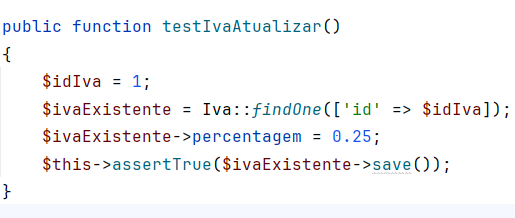 public function testIvaAtualizar()
{
    $idIva = 1;
    $ivaExistente = Iva::findOne(['id' => $idIva]);
    $ivaExistente->percentagem = 0.25;
    $this->assertTrue($ivaExistente->save());
}